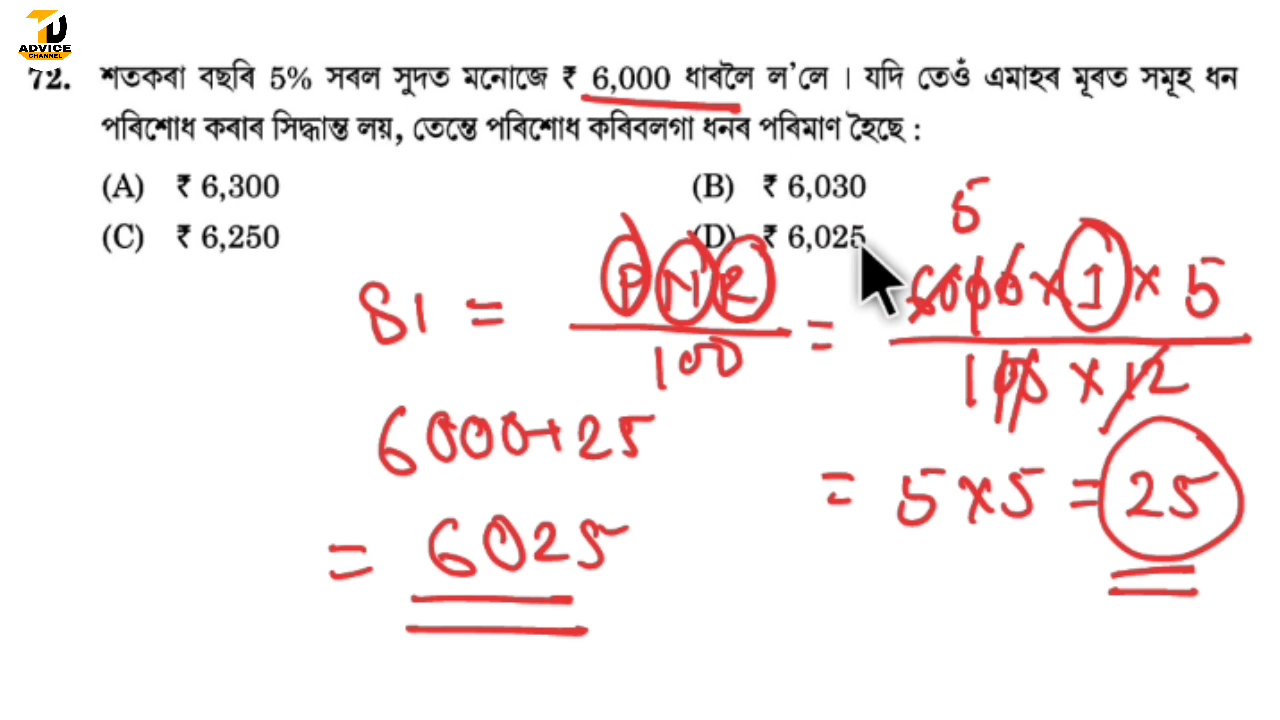 TD
ADVICE
CHANNEL
72. শতকৰা বছৰি 5% সৰল সুদত মনোজে ₹ 6,000 ধাৰলৈ ল’লে । যদি তেওঁ এমাহৰ মূৰত সমূহ ধন
পৰিশোধ কৰাৰ সিদ্ধান্ত লয়, তেন্তে পৰিশোধ কৰিবলগা ধনৰ পৰিমাণ হৈছে :
(A) ₹ 6,300 (B) ₹ 6,030
(C) ₹ 6,250 (D) ₹ 6,025
5
SI = PNR / 100 = 6000 × 1 × 5 / 100 × 12
6000+25
= 5×5 = 25
= 6025